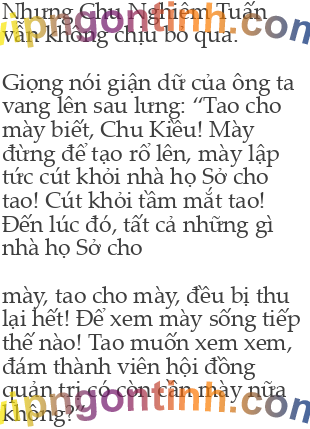 Nhưng Chu Nghiêm Tuấn
vẫn không chịu bỏ qua.
Giọng nói giận dữ của ông ta
vang lên sau lưng: “Tao cho
mày biết, Chu Kiều! Mày
đừng để tạo rổ lên, mày lập
tức cút khỏi nhà họ Sở cho
tao! Cút khỏi tầm mắt tao!
Đến lúc đó, tất cả những gì
nhà họ Sở cho
mày, tao cho mày, đều bị thu
lại hết! Để xem mày sống tiếp
thế nào! Tao muốn xem xem,
đám thành viên hội đồng
quản trị có còn cần mày nữa
không?”
vipngontinh.com
vipngontinh.com